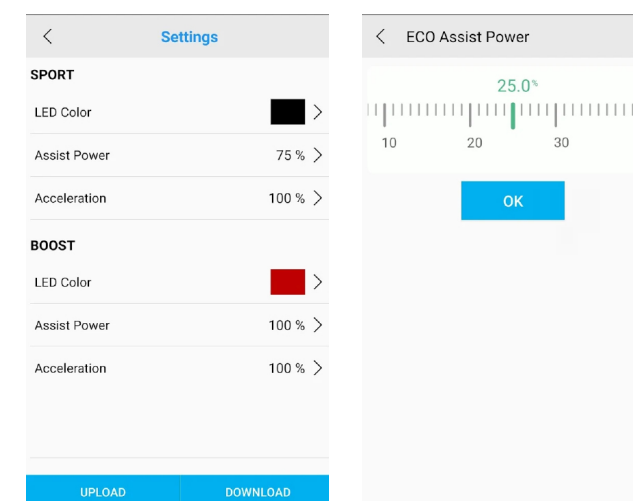 Settings
SPORT
LED Color
Assist Power 75 %
Acceleration 100 %
BOOST
LED Color
Assist Power 100 %
Acceleration 100 %
UPLOAD DOWNLOAD
ECO Assist Power
25.0%
10 20 30
OK